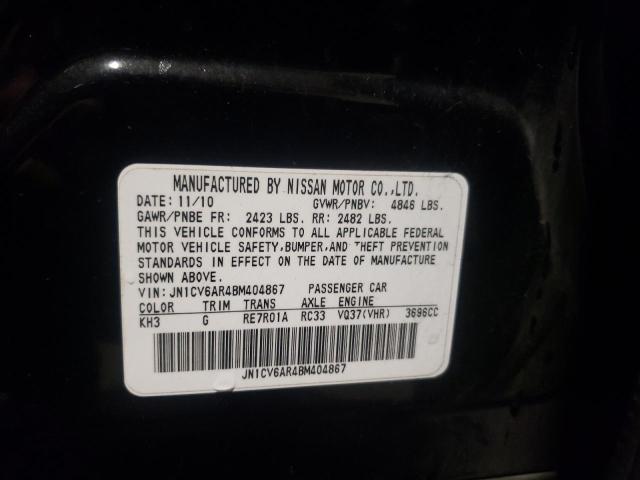 MANUFACTURED BY NISSAN MOTOR CO.,LTD.
DATE: 11/10 GVWR/PNBV: 4846 LBS.
GAWR/PNBE FR: 2423 LBS. RR: 2482 LBS.
THIS VEHICLE CONFORMS TO ALL APPLICABLE FEDERAL
MOTOR VEHICLE SAFETY,BUMPER,AND THEFT PREVENTION
STANDARDS IN EFFECT ON THE DATE OF MANUFACTURE
SHOWN ABOVE.
VIN: JN1CV6AR4BM404867 PASSENGER CAR
COLOR TRIM TRANS AXLE ENGINE
KH3 G RE7R01A RC33 VQ37(VHR) 3696CC
JN1CV6AR4BM404867